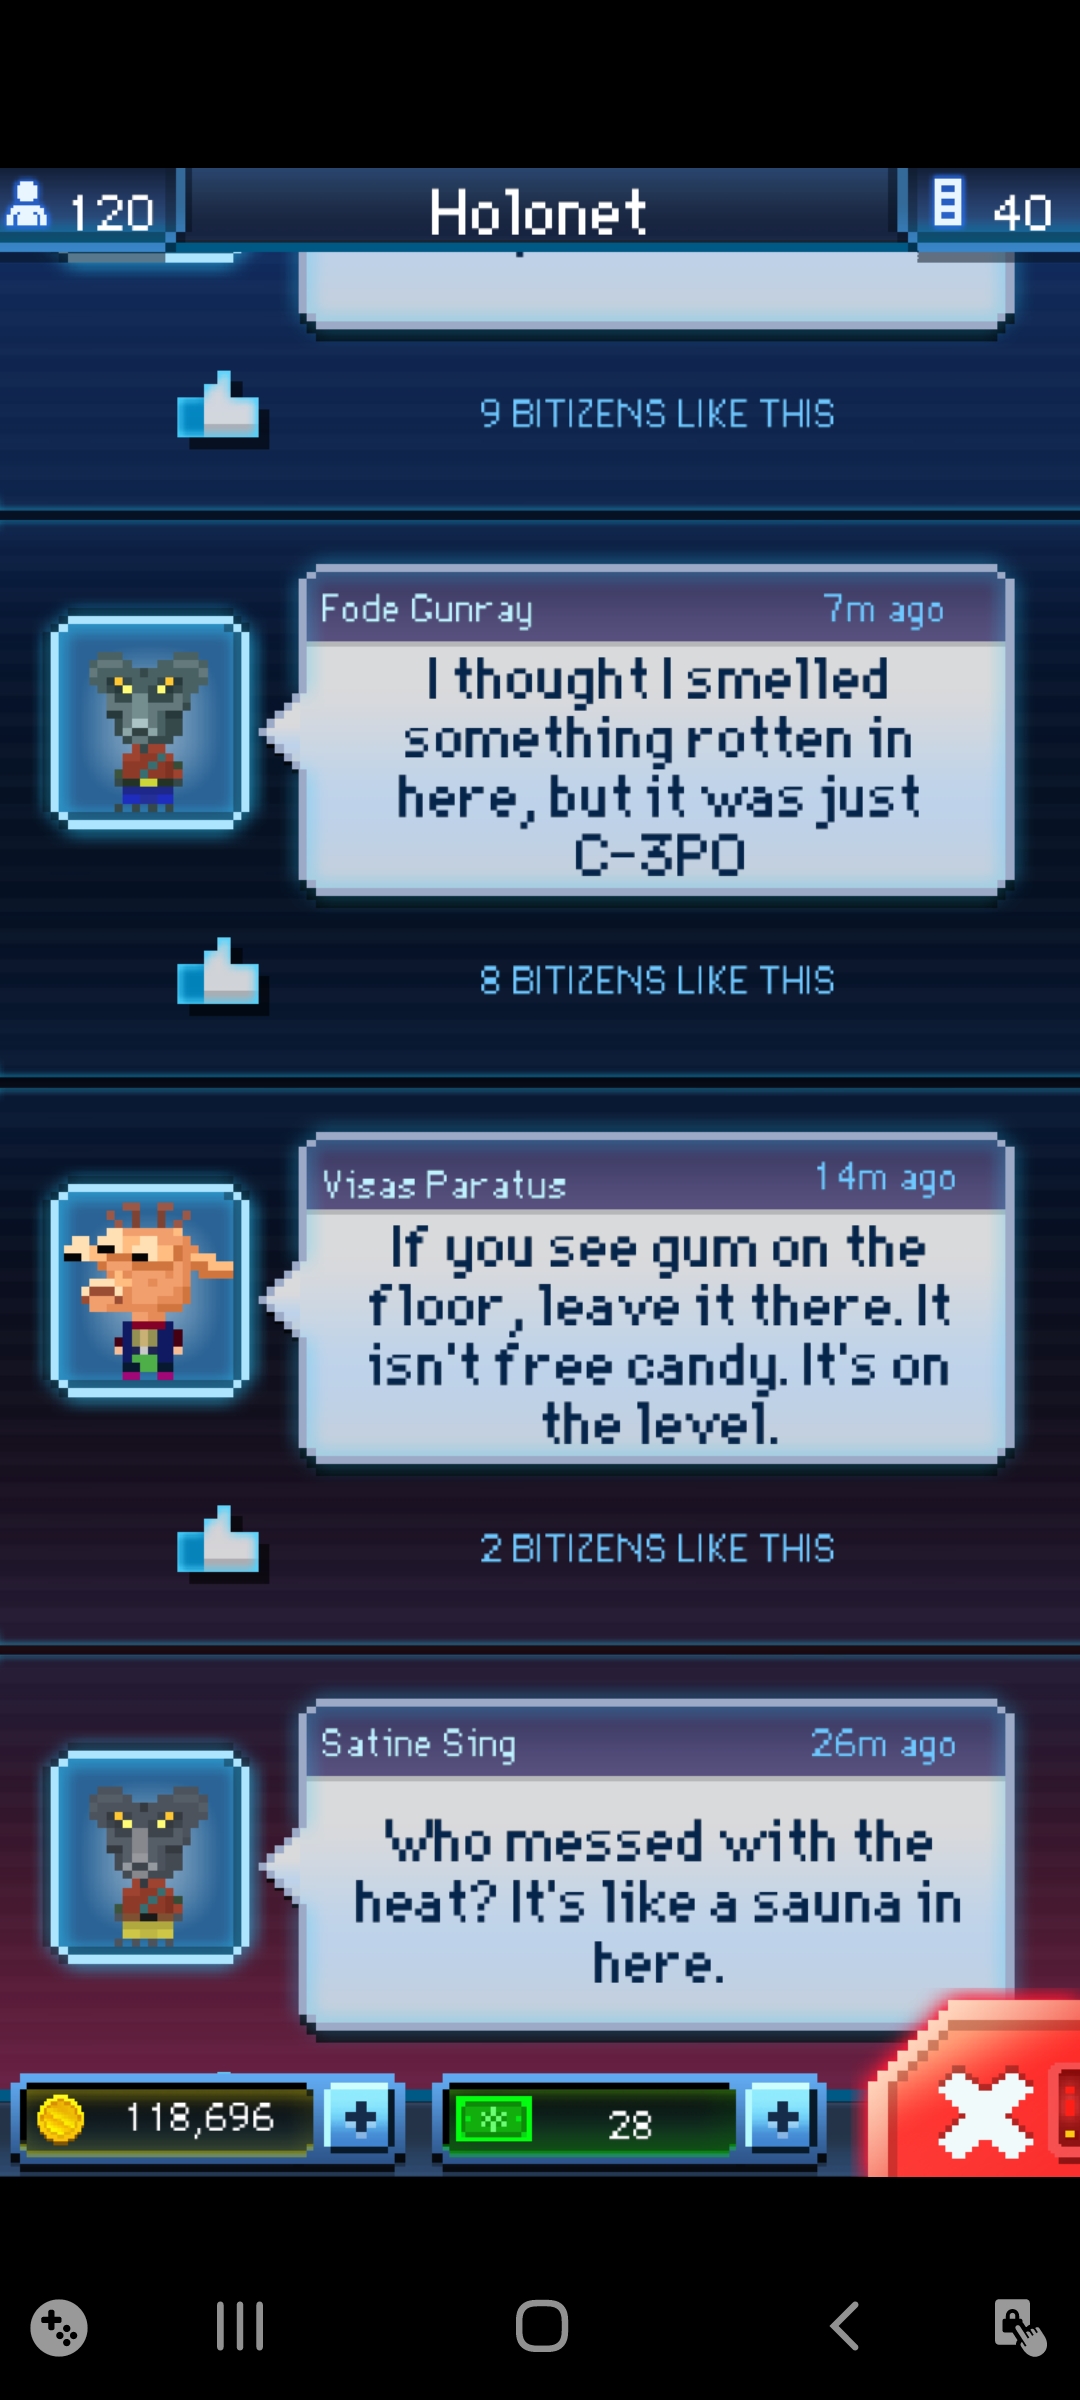 120
Holonet
40
9 BITIZENS LIKE THIS
Fode Gunray
7m ago
I thought I smelled
something rotten in
here, but it was just
C-3PO
8 BITIZENS LIKE THIS
Visas Paratus
14m ago
If you see gum on the
floor, leave it there. It
isn't free candy. It's on
the level.
2 BITIZENS LIKE THIS
Satine Sing
26m ago
Who messed with the
heat? It's like a sauna in
here.
118,696
28